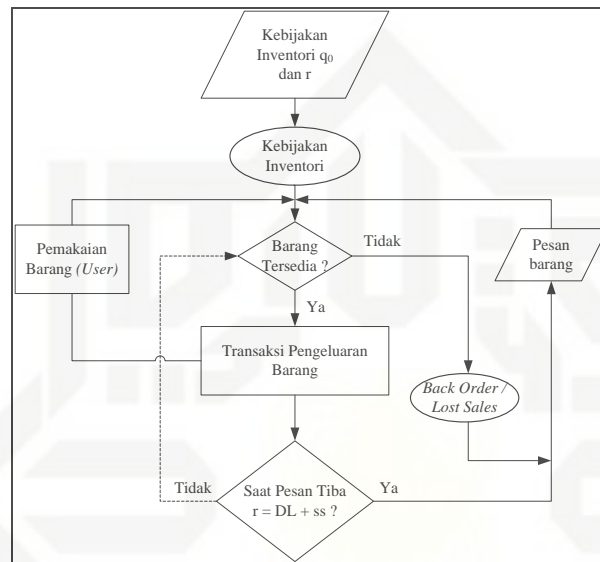 Kebijakan
Inventori q₀
dan r
Kebijakan
Inventori
Pemakaian
Barang (User)
Barang
Tersedia ?
Tidak
Pesan
barang
Ya
Transaksi Pengeluaran
Barang
Back Order /
Lost Sales
Tidak
Saat Pesan Tiba
r = DL + ss ?
Ya